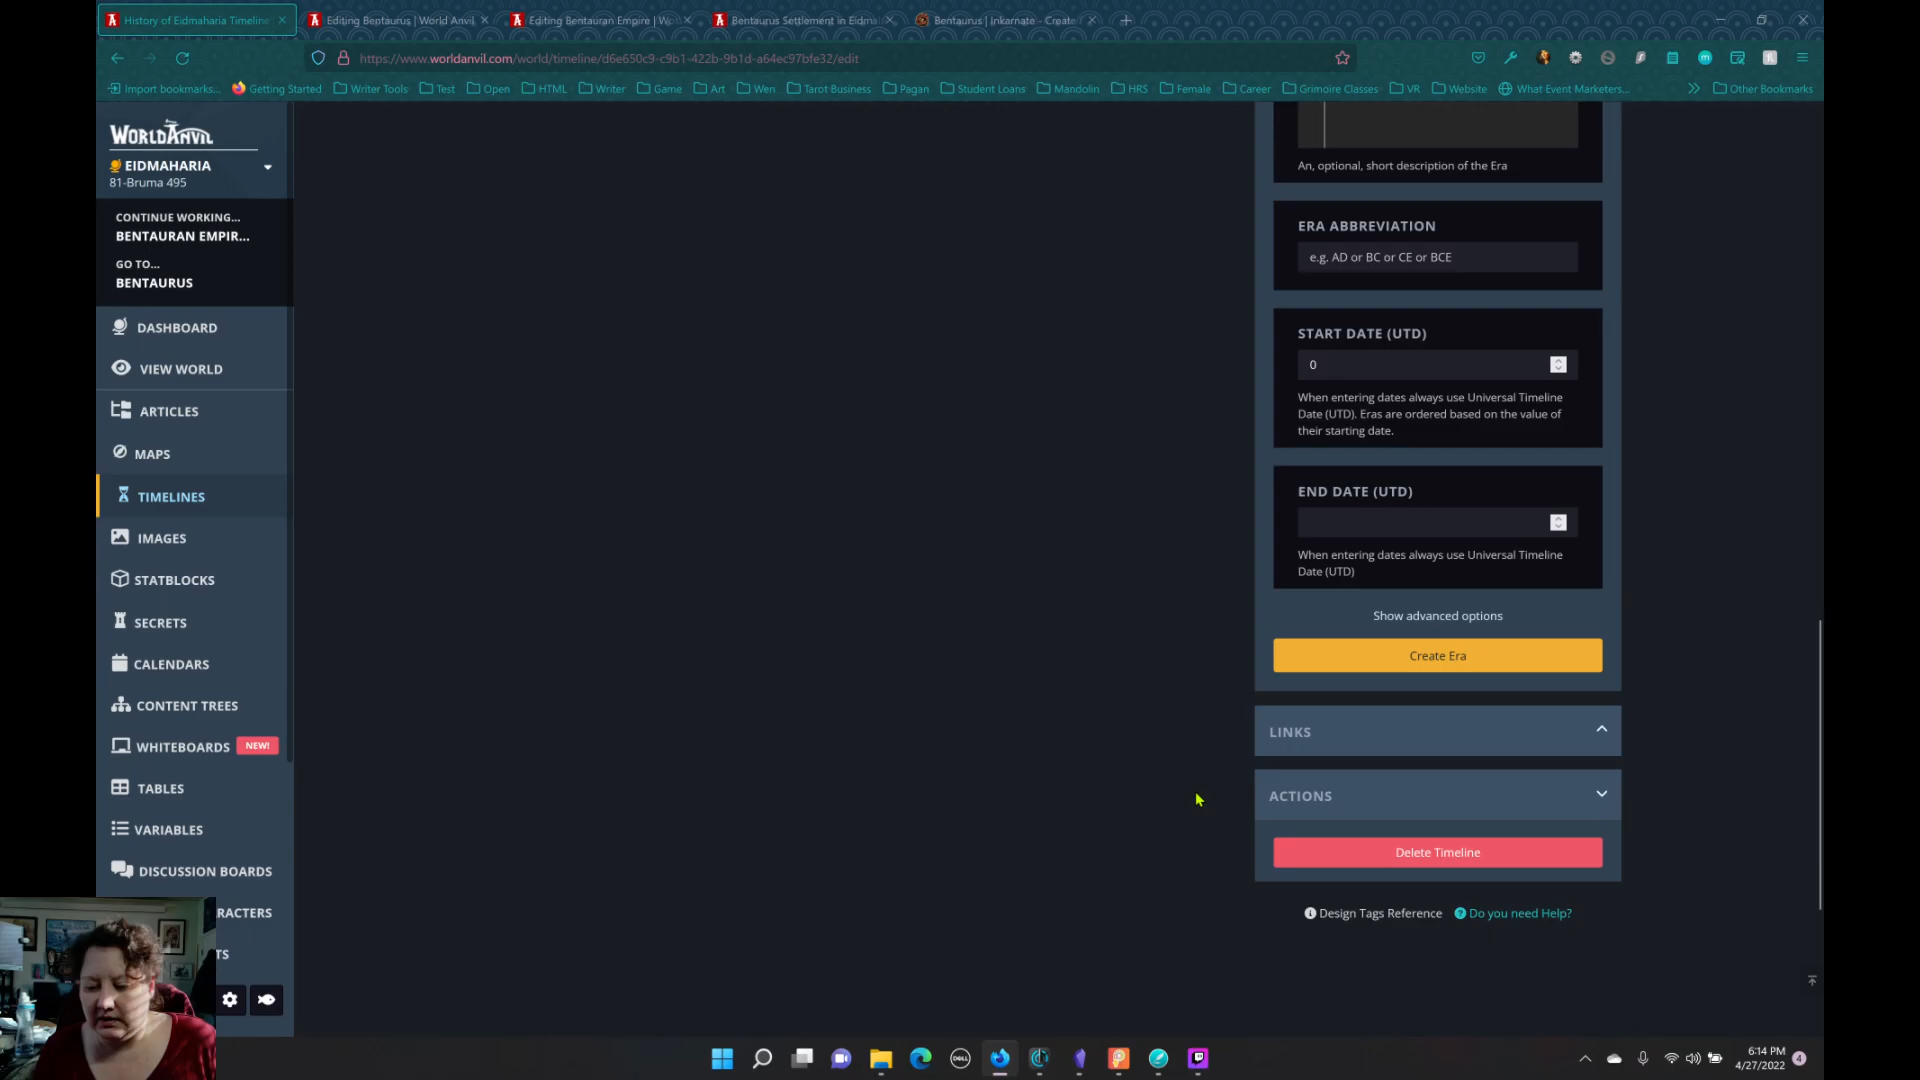 History of Eidmaharia Timeline
Editing Bentaurus | World Anvil
Editing Bentauran Empire | Wo
Bentaurus Settlement in Eidma
Bentaurus | Inkarnate - Create
https://www.worldanvil.com/world/timeline/d6e650c9-c9b1-422b-9b1d-a64ec97bfe32/edit
Import bookmarks...
Getting Started
Writer Tools
Test
Open
HTML
Writer
Game
Art
Wen
Tarot Business
Pagan
Student Loans
Mandolin
HRS
Female
Career
Grimoire Classes
VR
Website
What Event Marketers...
Other Bookmarks
WORLDANVIL
EIDMAHARIA
81-Bruma 495
CONTINUE WORKING...
BENTAURAN EMPIR...
GO TO...
BENTAURUS
DASHBOARD
VIEW WORLD
ARTICLES
MAPS
TIMELINES
IMAGES
STATBLOCKS
SECRETS
CALENDARS
CONTENT TREES
WHITEBOARDS NEW!
TABLES
VARIABLES
DISCUSSION BOARDS
RACTERS
TS
An, optional, short description of the Era
ERA ABBREVIATION
e.g. AD or BC or CE or BCE
START DATE (UTD)
0
When entering dates always use Universal Timeline
Date (UTD). Eras are ordered based on the value of
their starting date.
END DATE (UTD)
When entering dates always use Universal Timeline
Date (UTD)
Show advanced options
Create Era
LINKS
ACTIONS
Delete Timeline
Design Tags Reference
Do you need Help?
DELL
6:14 PM
4/27/2022
4